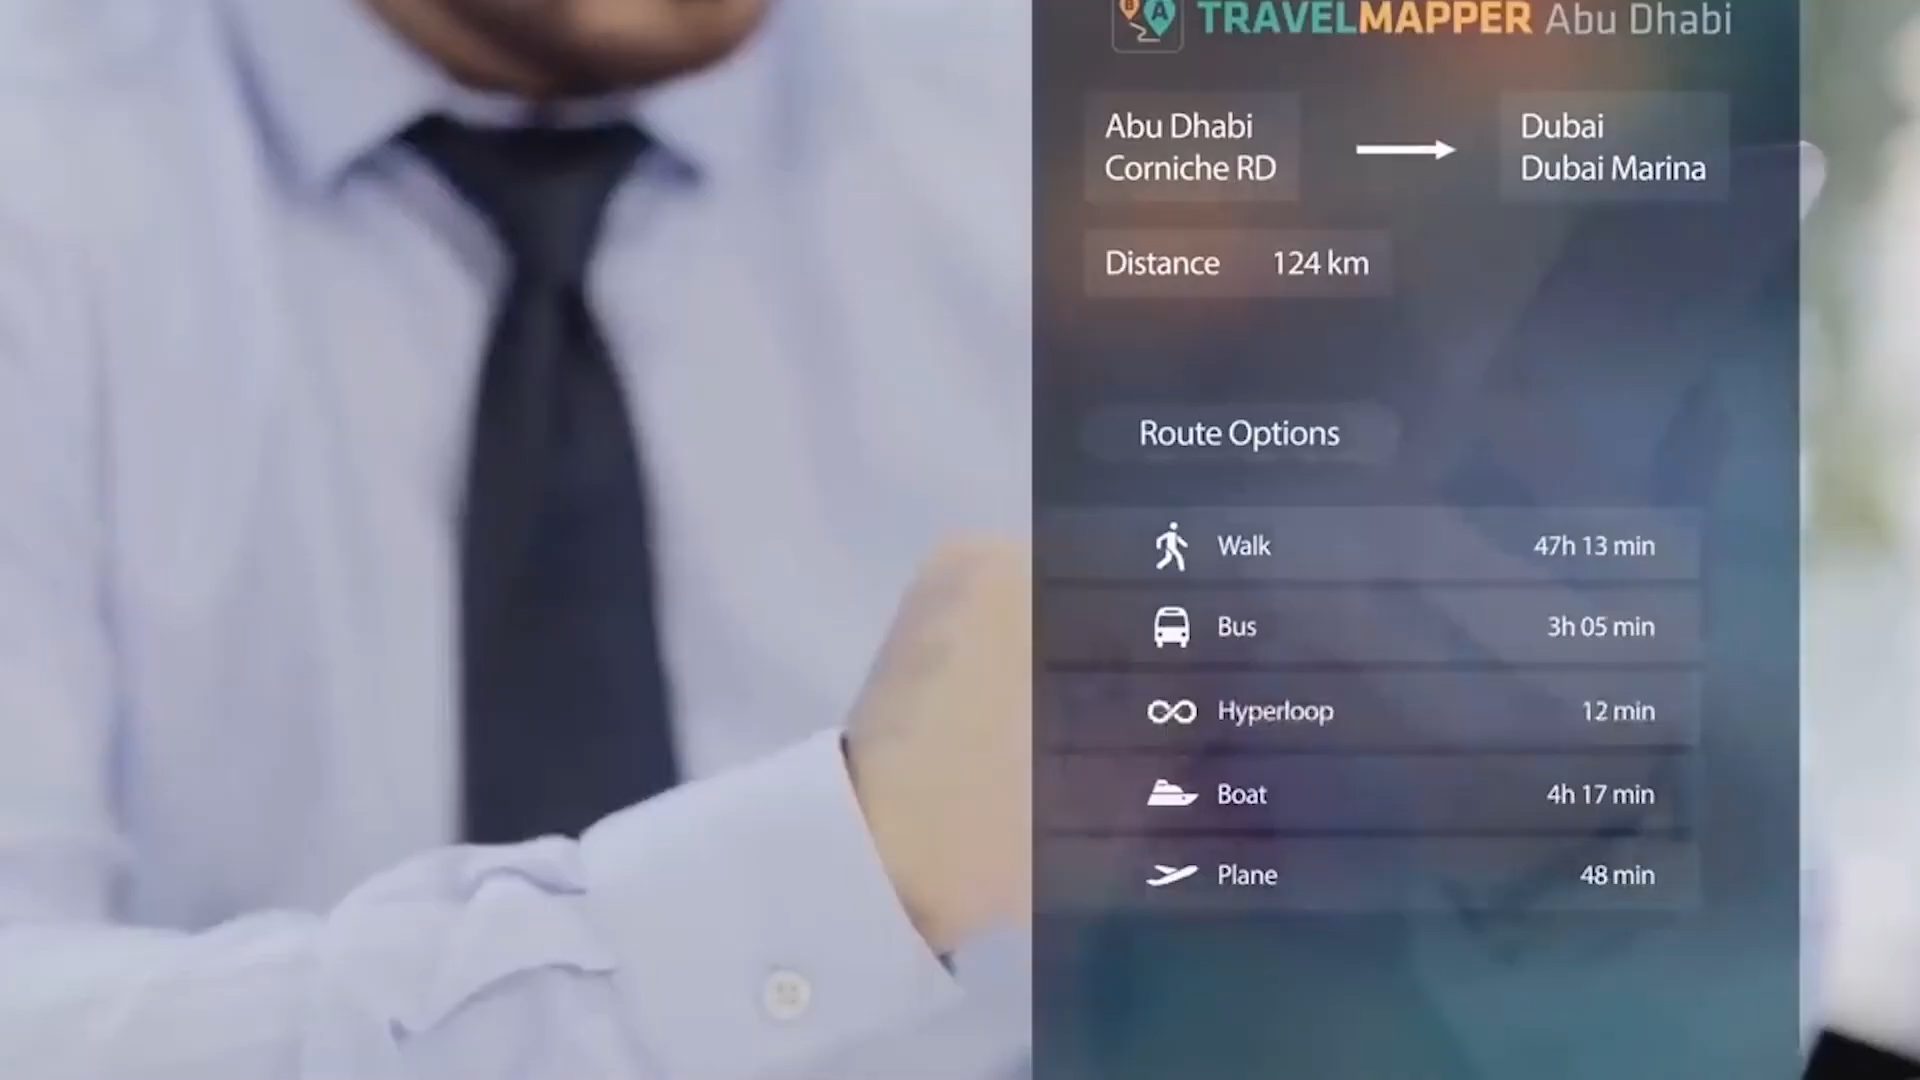 B A TRAVELMAPPER Abu Dhabi
Abu Dhabi
Corniche RD
Dubai
Dubai Marina
Distance 124 km
Route Options
Walk 47h 13 min
Bus 3h 05 min
Hyperloop 12 min
Boat 4h 17 min
Plane 48 min